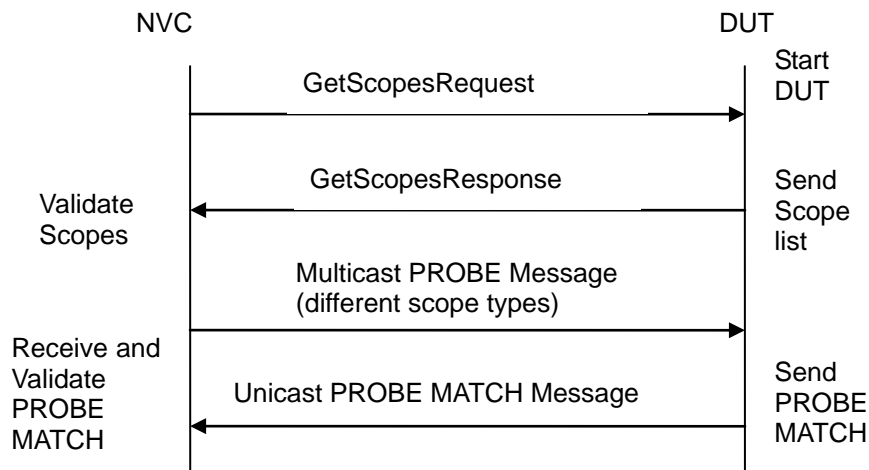 NVC
DUT
Start
DUT
GetScopesRequest
GetScopesResponse
Validate
Scopes
Send
Scope
list
Multicast PROBE Message
(different scope types)
Receive and
Validate
PROBE
MATCH
Unicast PROBE MATCH Message
Send
PROBE
MATCH